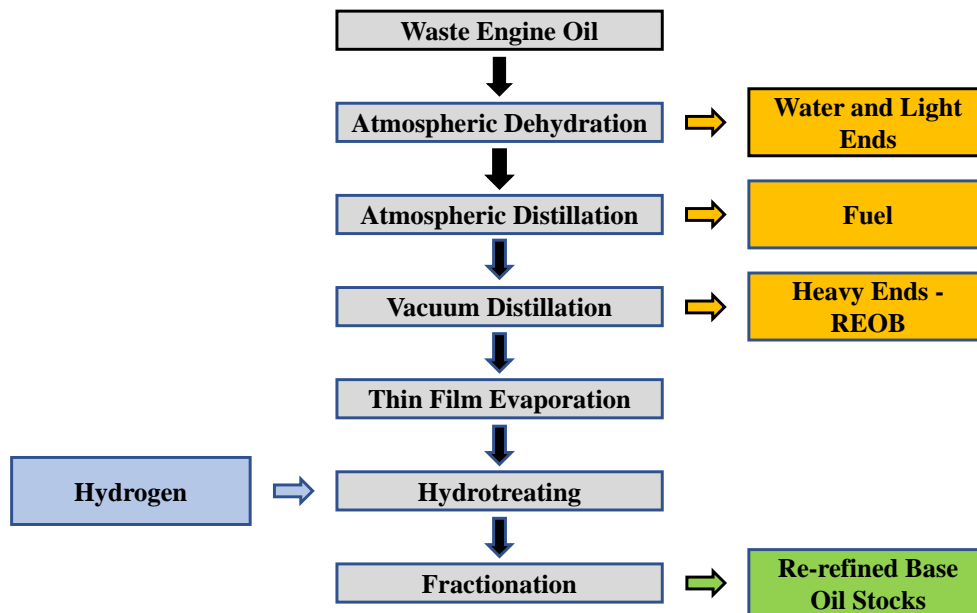 Waste Engine Oil
Atmospheric Dehydration
Water and Light
Ends
Atmospheric Distillation
Fuel
Vacuum Distillation
Heavy Ends -
REOB
Thin Film Evaporation
Hydrogen
Hydrotreating
Fractionation
Re-refined Base
Oil Stocks